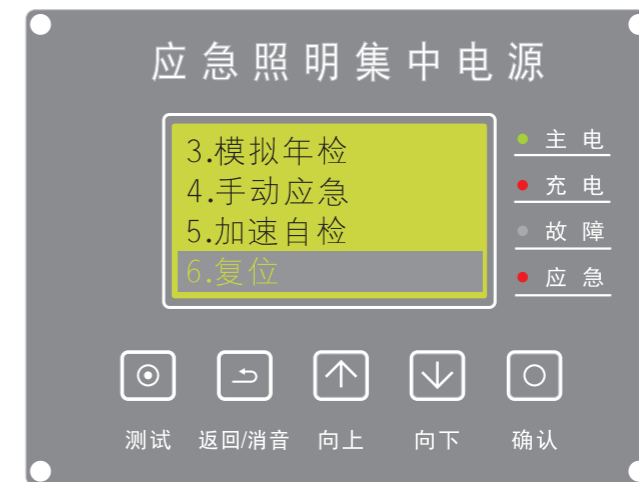 应急照明集中电源
3.模拟年检
4.手动应急
5.加速自检
6.复位
主电
充电
故障
应急
测试 返回/消音 向上 向下 确认